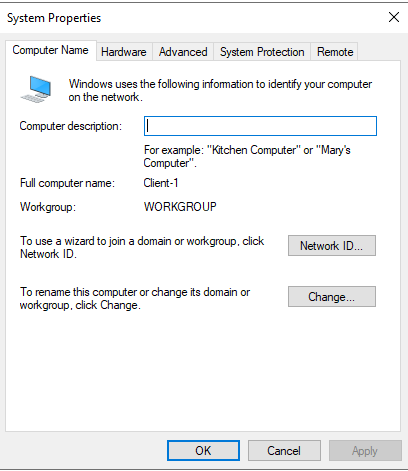 System Properties
Computer Name Hardware Advanced System Protection Remote
Windows uses the following information to identify your computer
on the network.
Computer description:
For example: "Kitchen Computer" or "Mary's
Computer".
Full computer name: Client-1
Workgroup: WORKGROUP
To use a wizard to join a domain or workgroup, click
Network ID.
Network ID...
To rename this computer or change its domain or
workgroup, click Change.
Change...
OK Cancel Apply